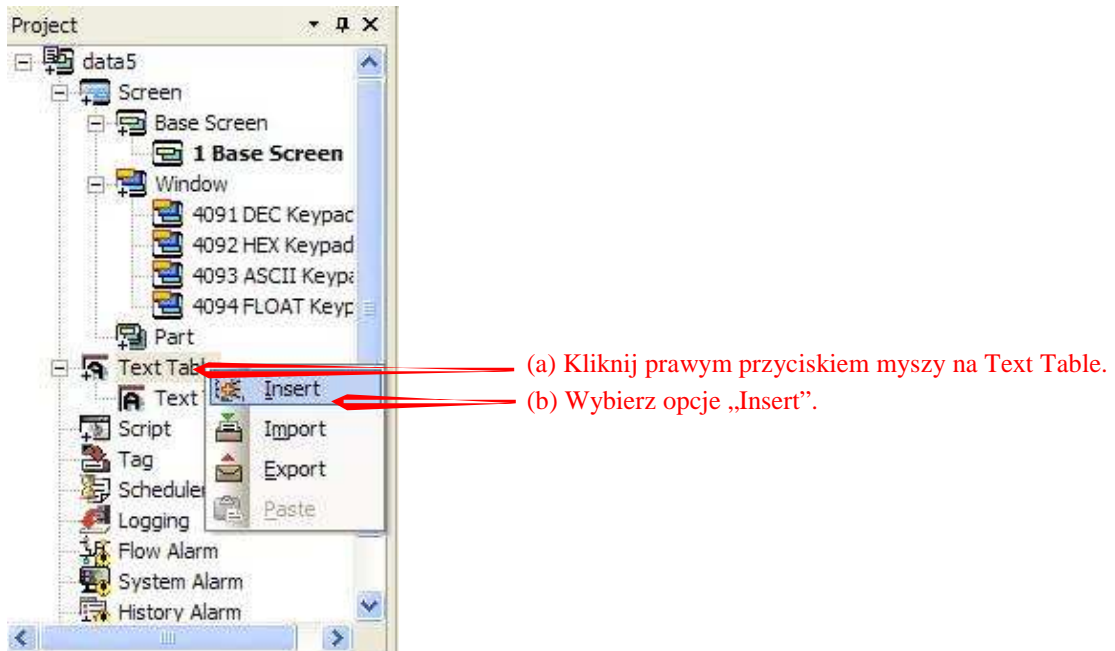 Project
data5
Screen
Base Screen
1 Base Screen
Window
4091 DEC Keypac
4092 HEX Keypad
4093 ASCII Keypa
4094 FLOAT Keyp
Part
Text Tabl
Insert
Text
Import
Script
Tag
Export
Scheduler
Paste
Logging
Flow Alarm
System Alarm
History Alarm
(a) Kliknij prawym przyciskiem myszy na Text Table.
(b) Wybierz opcje „Insert”.